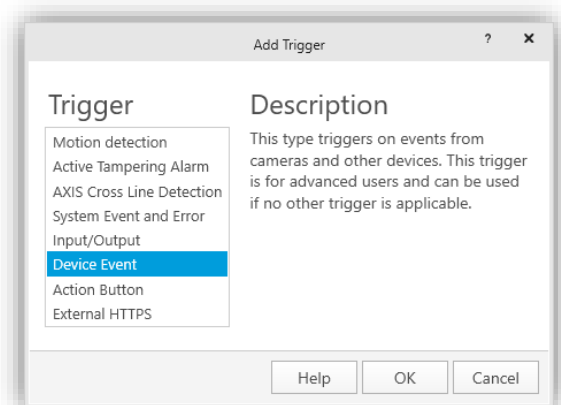 Add Trigger
?
Trigger
Motion detection
Active Tampering Alarm
AXIS Cross Line Detection
System Event and Error
Input/Output
Device Event
Action Button
External HTTPS
Description
This type triggers on events from
cameras and other devices. This trigger
is for advanced users and can be used
if no other trigger is applicable.
Help
OK
Cancel